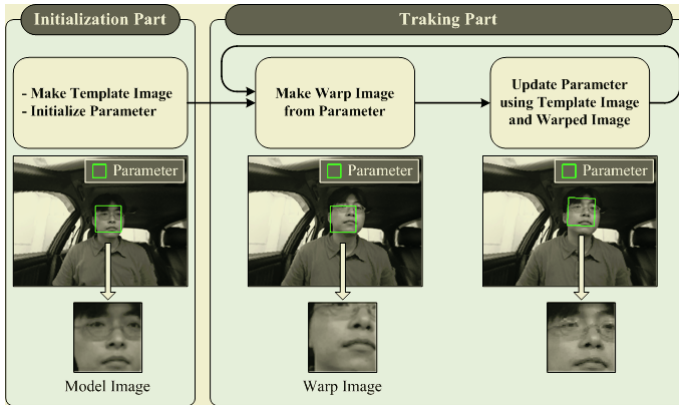 Initialization Part
Traking Part
- Make Template Image
- Initialize Parameter
Make Warp Image
from Parameter
Update Parameter
using Template Image
and Warped Image
Parameter
Parameter
Parameter
Model Image
Warp Image